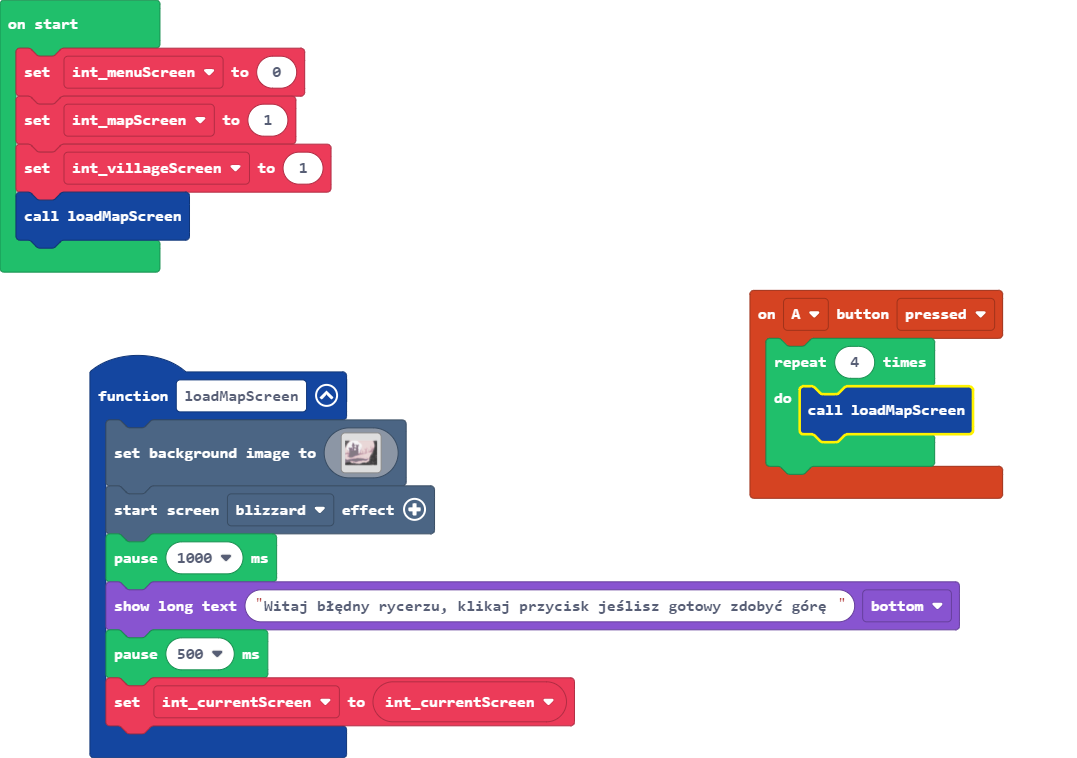 on start
set int_menuScreen to 0
set int_mapScreen to 1
set int_villageScreen to 1
call loadMapScreen
on A button pressed
repeat 4 times
do call loadMapScreen
function loadMapScreen
set background image to
start screen blizzard effect
pause 1000 ms
show long text "Witaj błędny rycerzu, klikaj przycisk jeślisz gotowy zdobyć górę " bottom
pause 500 ms
set int_currentScreen to int_currentScreen